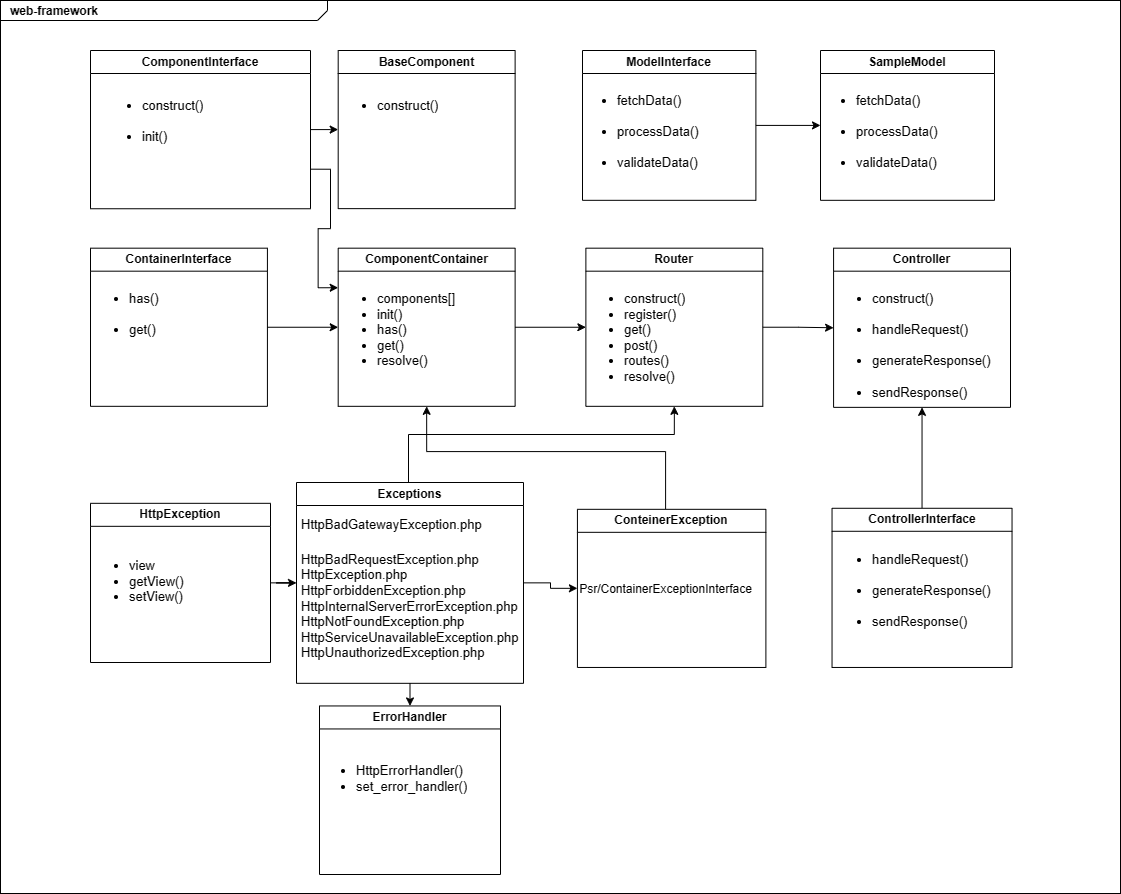 web-framework
ComponentInterface
construct()
init()
BaseComponent
construct()
ModelInterface
fetchData()
processData()
validateData()
SampleModel
fetchData()
processData()
validateData()
ContainerInterface
has()
get()
ComponentContainer
components[]
init()
has()
get()
resolve()
Router
construct()
register()
get()
post()
routes()
resolve()
Controller
construct()
handleRequest()
generateResponse()
sendResponse()
HttpException
view
getView()
setView()
Exceptions
HttpBadGatewayException.php
HttpBadRequestException.php
HttpException.php
HttpForbiddenException.php
HttpInternalServerErrorException.php
HttpNotFoundException.php
HttpServiceUnavailableException.php
HttpUnauthorizedException.php
ConteinerException
Psr/ContainerExceptionInterface
ControllerInterface
handleRequest()
generateResponse()
sendResponse()
ErrorHandler
HttpErrorHandler()
set_error_handler()